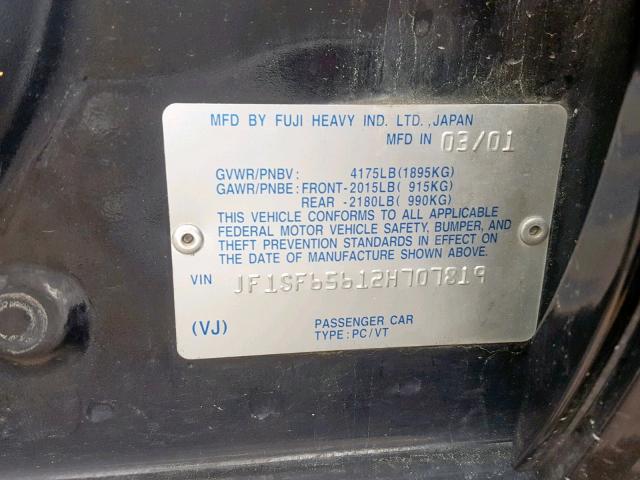 MFD BY FUJI HEAVY IND. LTD.,JAPAN
MFD IN 03/01
GVWR/PNBV: 4175LB(1895KG)
GAWR/PNBE: FRONT-2015LB( 915KG)
REAR -2180LB( 990KG)
THIS VEHICLE CONFORMS TO ALL APPLICABLE
FEDERAL MOTOR VEHICLE SAFETY, BUMPER, AND
THEFT PREVENTION STANDARDS IN EFFECT ON
THE DATE OF MANUFACTURE SHOWN ABOVE.
VIN JF1SF65612H707819
(VJ) PASSENGER CAR
TYPE: PC/VT